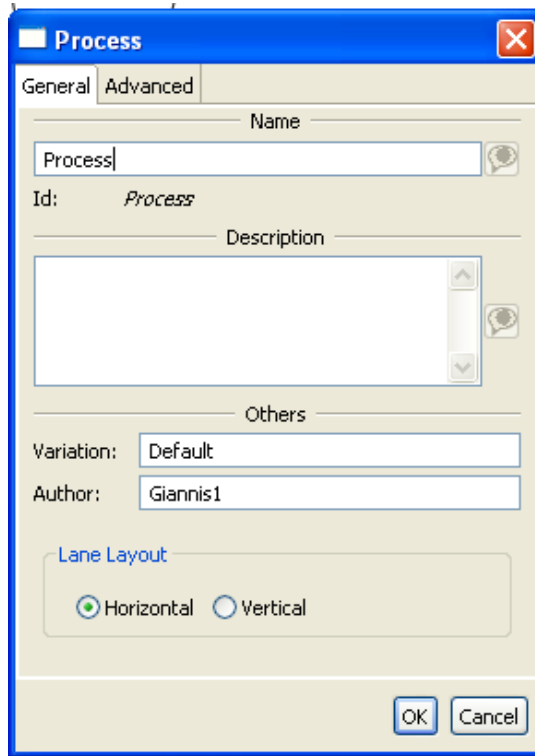 Process
General Advanced
Name
Process
Id: Process
Description
Others
Variation: Default
Author: Giannis1
Lane Layout
Horizontal Vertical
OK Cancel